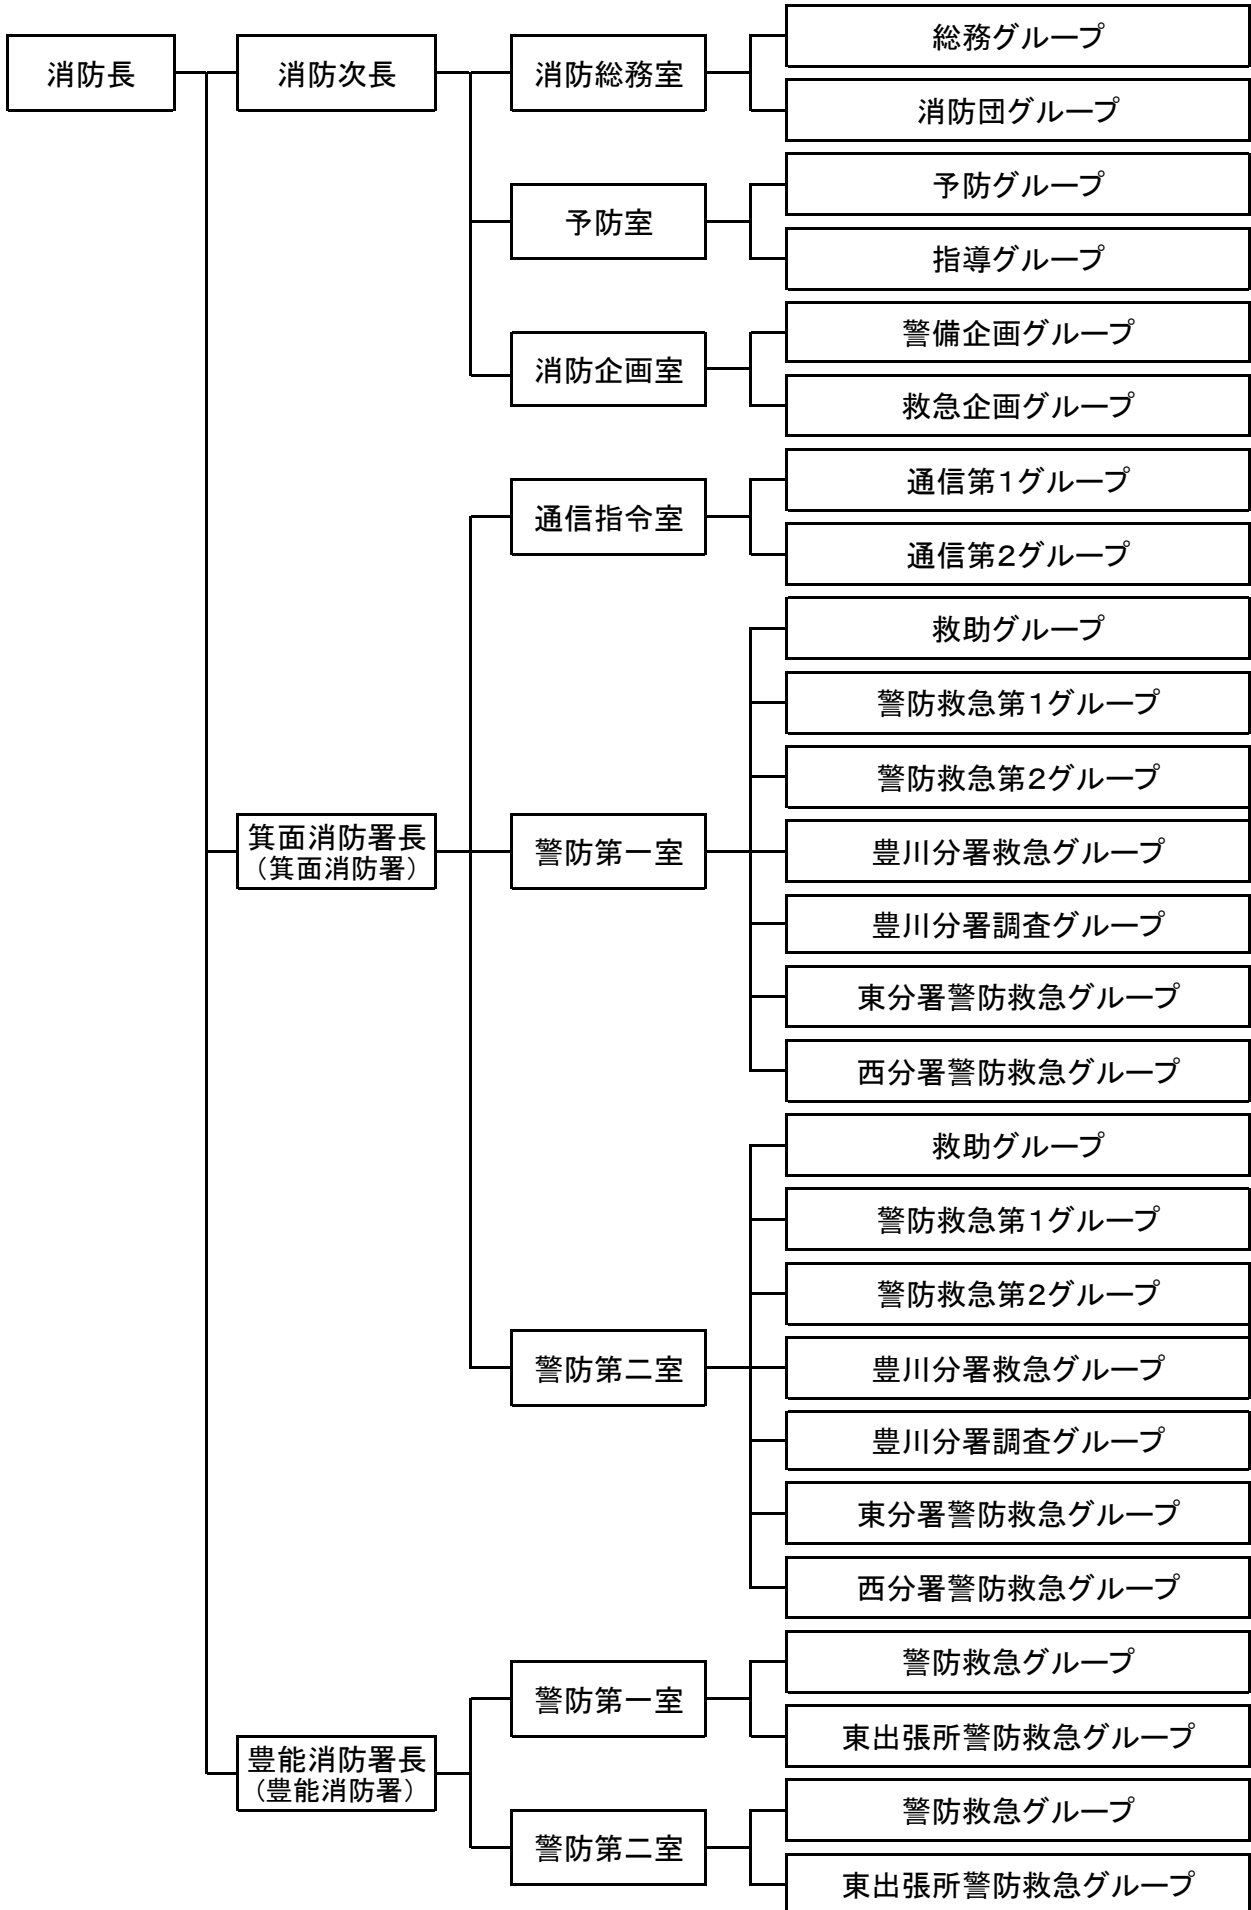 消防長
消防次長
消防総務室
総務グループ
消防団グループ
予防室
予防グループ
指導グループ
消防企画室
警備企画グループ
救急企画グループ
箕面消防署長
（箕面消防署）
通信指令室
通信第1グループ
通信第2グループ
警防第一室
救助グループ
警防救急第1グループ
警防救急第2グループ
豊川分署救急グループ
豊川分署調査グループ
東分署警防救急グループ
西分署警防救急グループ
警防第二室
救助グループ
警防救急第1グループ
警防救急第2グループ
豊川分署救急グループ
豊川分署調査グループ
東分署警防救急グループ
西分署警防救急グループ
豊能消防署長
（豊能消防署）
警防第一室
警防救急グループ
東出張所警防救急グループ
警防第二室
警防救急グループ
東出張所警防救急グループ